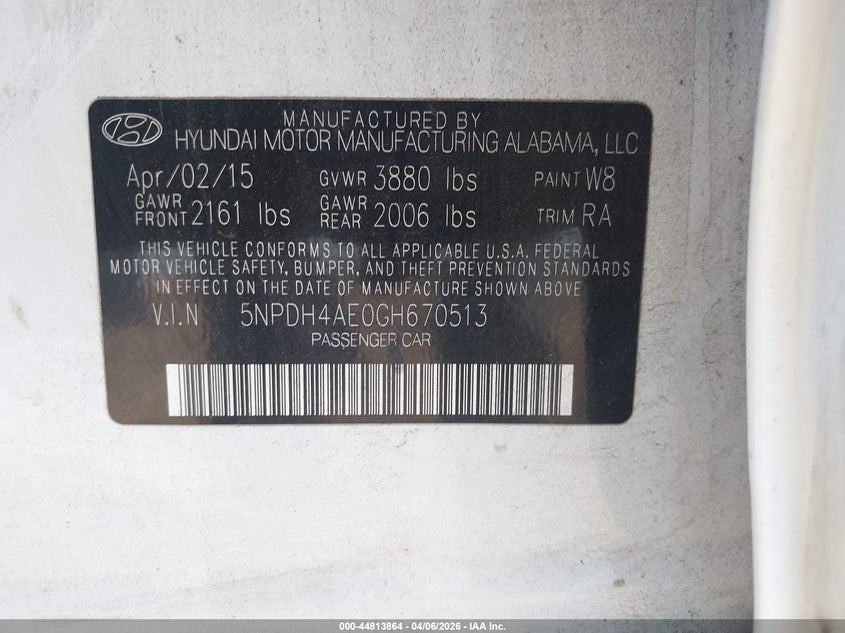 MANUFACTURED BY
HYUNDAI MOTOR MANUFACTURING ALABAMA, LLC
Apr/02/15 GVWR 3880 lbs PAINT W8
GAWR FRONT 2161 lbs GAWR REAR 2006 lbs TRIM RA
THIS VEHICLE CONFORMS TO ALL APPLICABLE U.S.A. FEDERAL
MOTOR VEHICLE SAFETY, BUMPER, AND THEFT PREVENTION STANDARDS
IN EFFECT ON THE DATE OF MANUFACTURE SHOWN ABOVE.
V.I.N 5NPDH4AE0GH670513
PASSENGER CAR
000-44813864 - 04/06/2026 - IAA Inc.